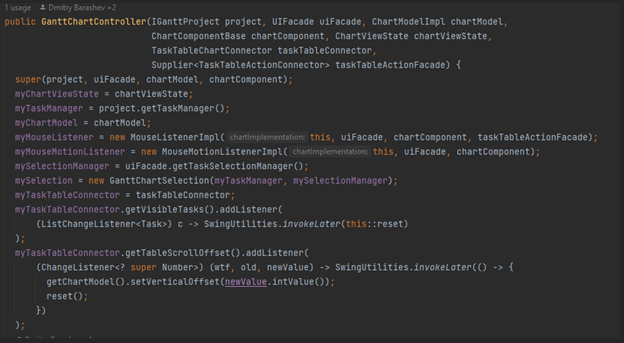 1 usage Dmitry Barashev +2
public GanttChartController(IGanttProject project, UIFacade uiFacade, ChartModelImpl chartModel,
ChartComponentBase chartComponent, ChartViewState chartViewState,
TaskTableChartConnector taskTableConnector,
Supplier<TaskTableActionConnector> taskTableActionFacade) {
super(project, uiFacade, chartModel, chartComponent);
myChartViewState = chartViewState;
myTaskManager = project.getTaskManager();
myChartModel = chartModel;
myMouseListener = new MouseListenerImpl( chartImplementation: this, uiFacade, chartComponent, taskTableActionFacade);
myMouseMotionListener = new MouseMotionListenerImpl( chartImplementation: this, uiFacade, chartComponent);
mySelectionManager = uiFacade.getTaskSelectionManager();
mySelection = new GanttChartSelection(myTaskManager, mySelectionManager);
myTaskTableConnector = taskTableConnector;
myTaskTableConnector.getVisibleTasks().addListener(
(ListChangeListener<Task>) c -> SwingUtilities.invokeLater(this::reset)
);
myTaskTableConnector.getTableScrollOffset().addListener(
(ChangeListener<? super Number>) (wtf, old, newValue) -> SwingUtilities.invokeLater(() -> {
getChartModel().setVerticalOffset(newValue.intValue());
reset();
})
);